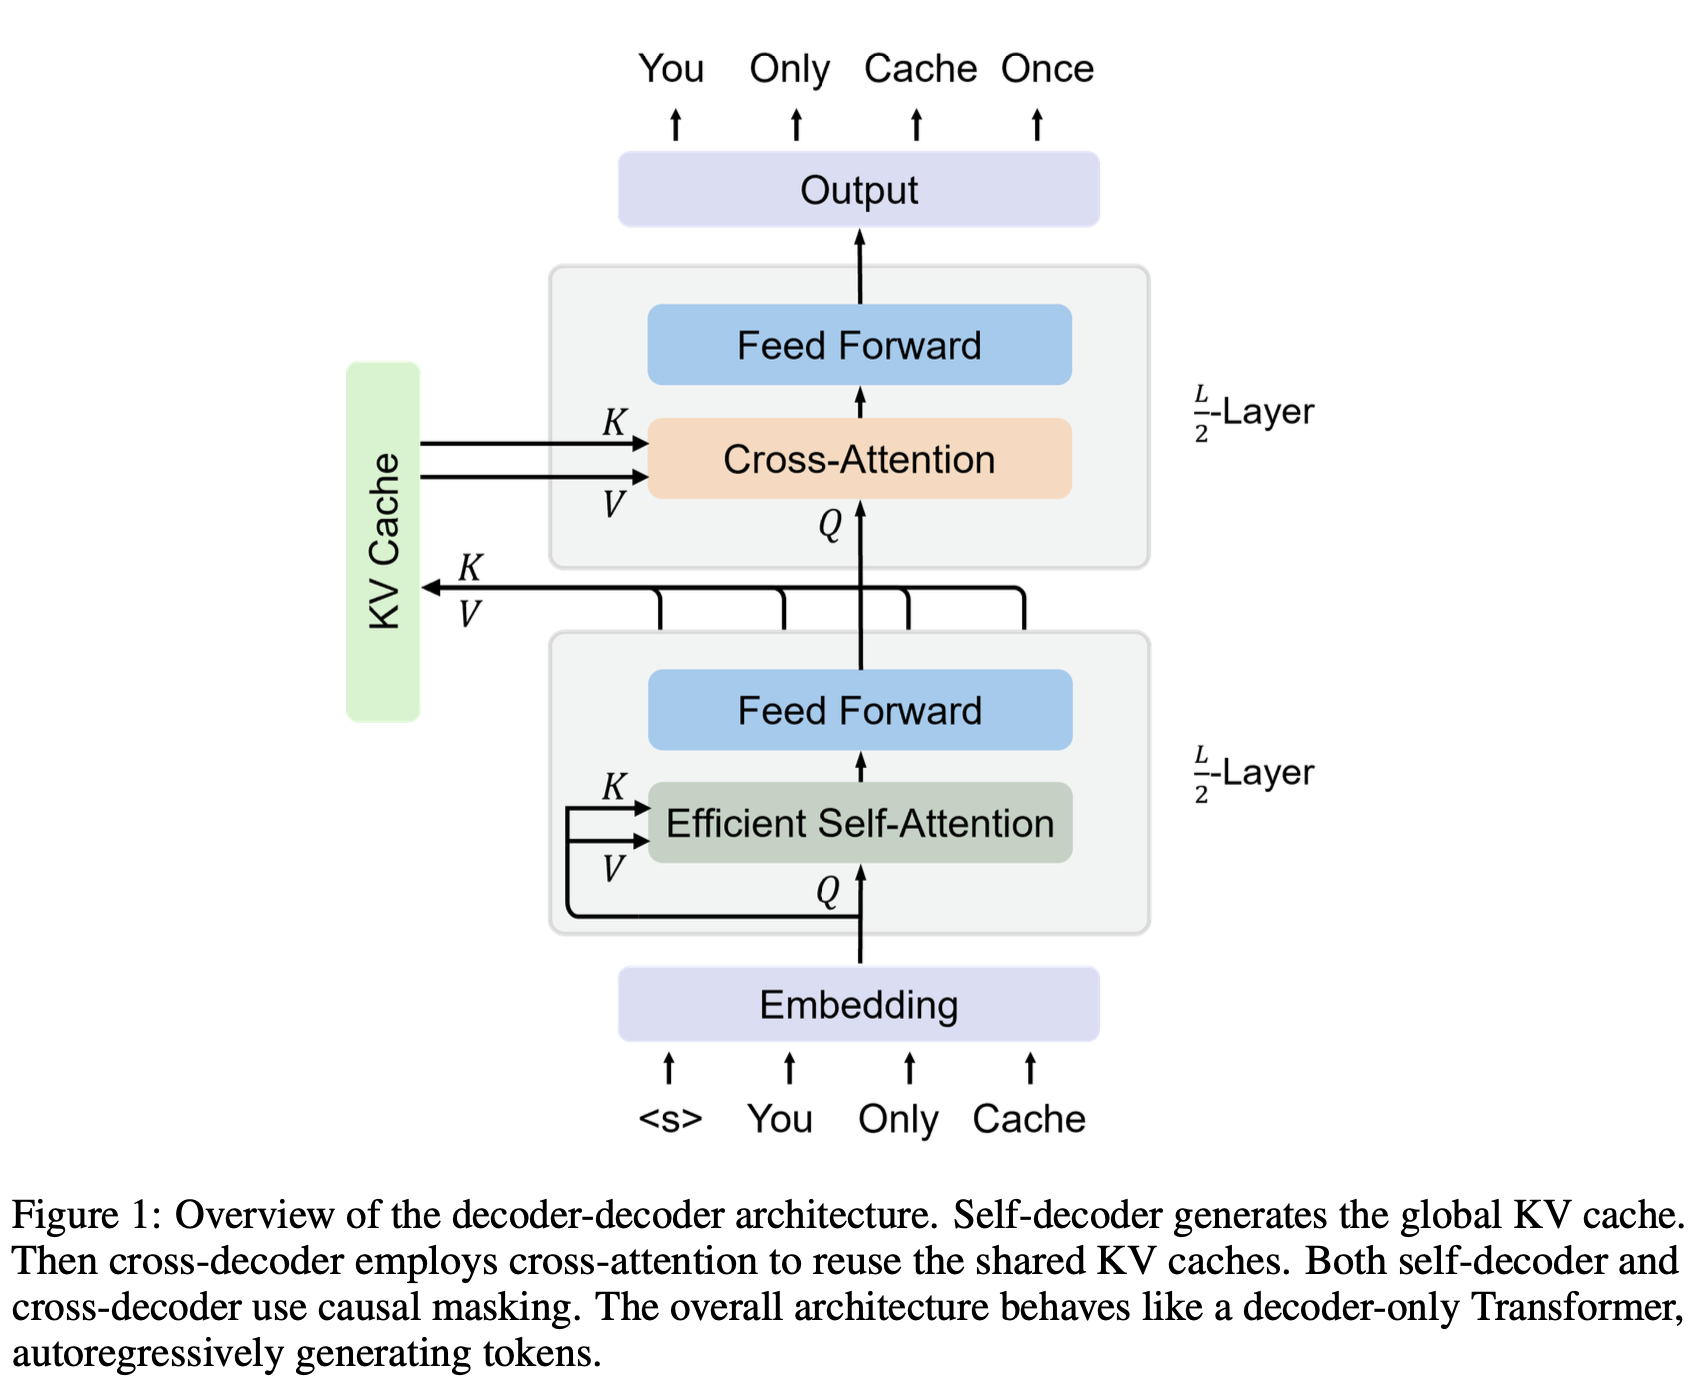 You Only Cache Once
Output
Feed Forward
L/2-Layer
K
Cross-Attention
V
Q
KV Cache
K
V
Feed Forward
L/2-Layer
K
Efficient Self-Attention
V
Q
Embedding
<s> You Only Cache
Figure 1: Overview of the decoder-decoder architecture. Self-decoder generates the global KV cache.
Then cross-decoder employs cross-attention to reuse the shared KV caches. Both self-decoder and
cross-decoder use causal masking. The overall architecture behaves like a decoder-only Transformer,
autoregressively generating tokens.